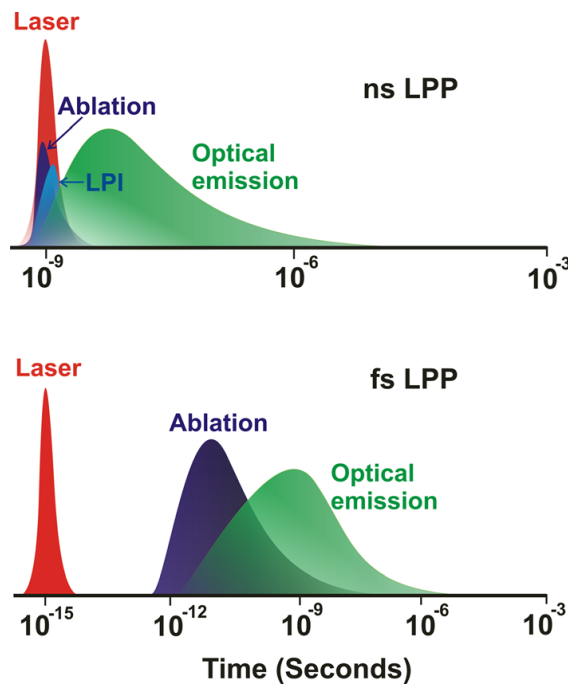 Laser
ns LPP
Ablation
Optical
emission
LPI
10⁻⁹
10⁻⁶
10⁻³
Laser
fs LPP
Ablation
Optical
emission
10⁻¹⁵
10⁻¹²
10⁻⁹
10⁻⁶
10⁻³
Time (Seconds)